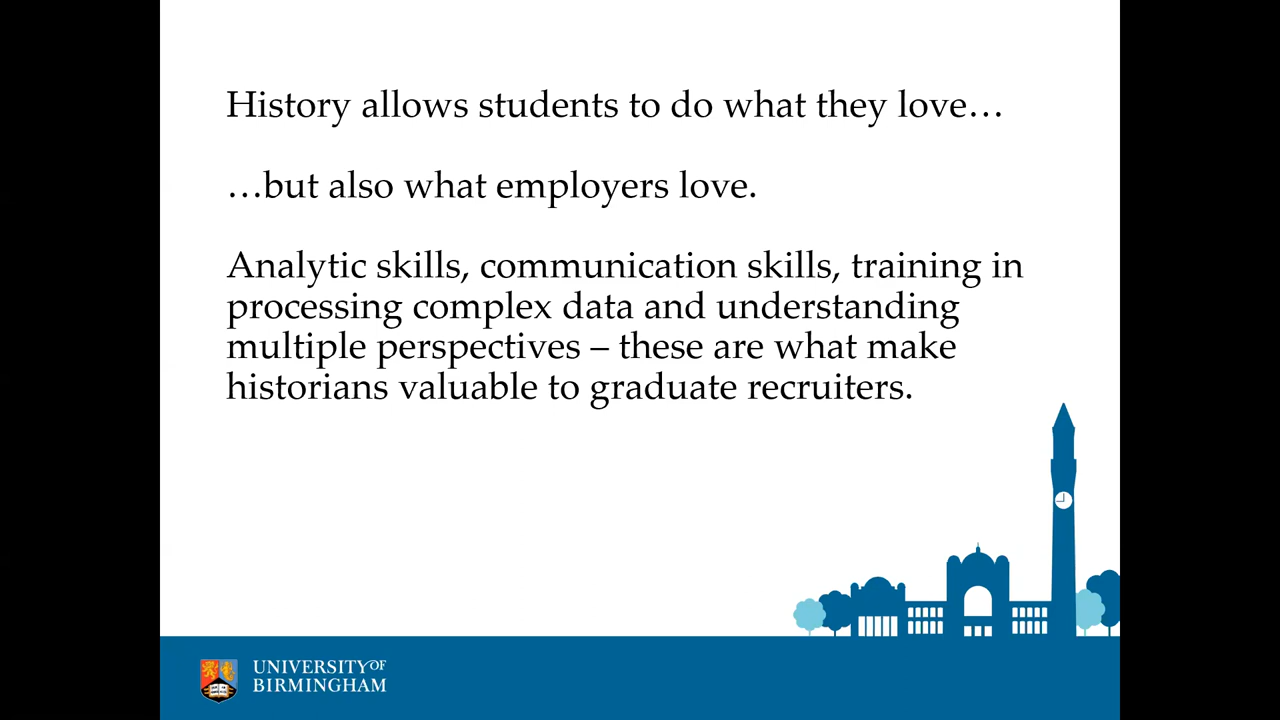 History allows students to do what they love…
…but also what employers love.
Analytic skills, communication skills, training in
processing complex data and understanding
multiple perspectives – these are what make
historians valuable to graduate recruiters.
UNIVERSITY OF
BIRMINGHAM